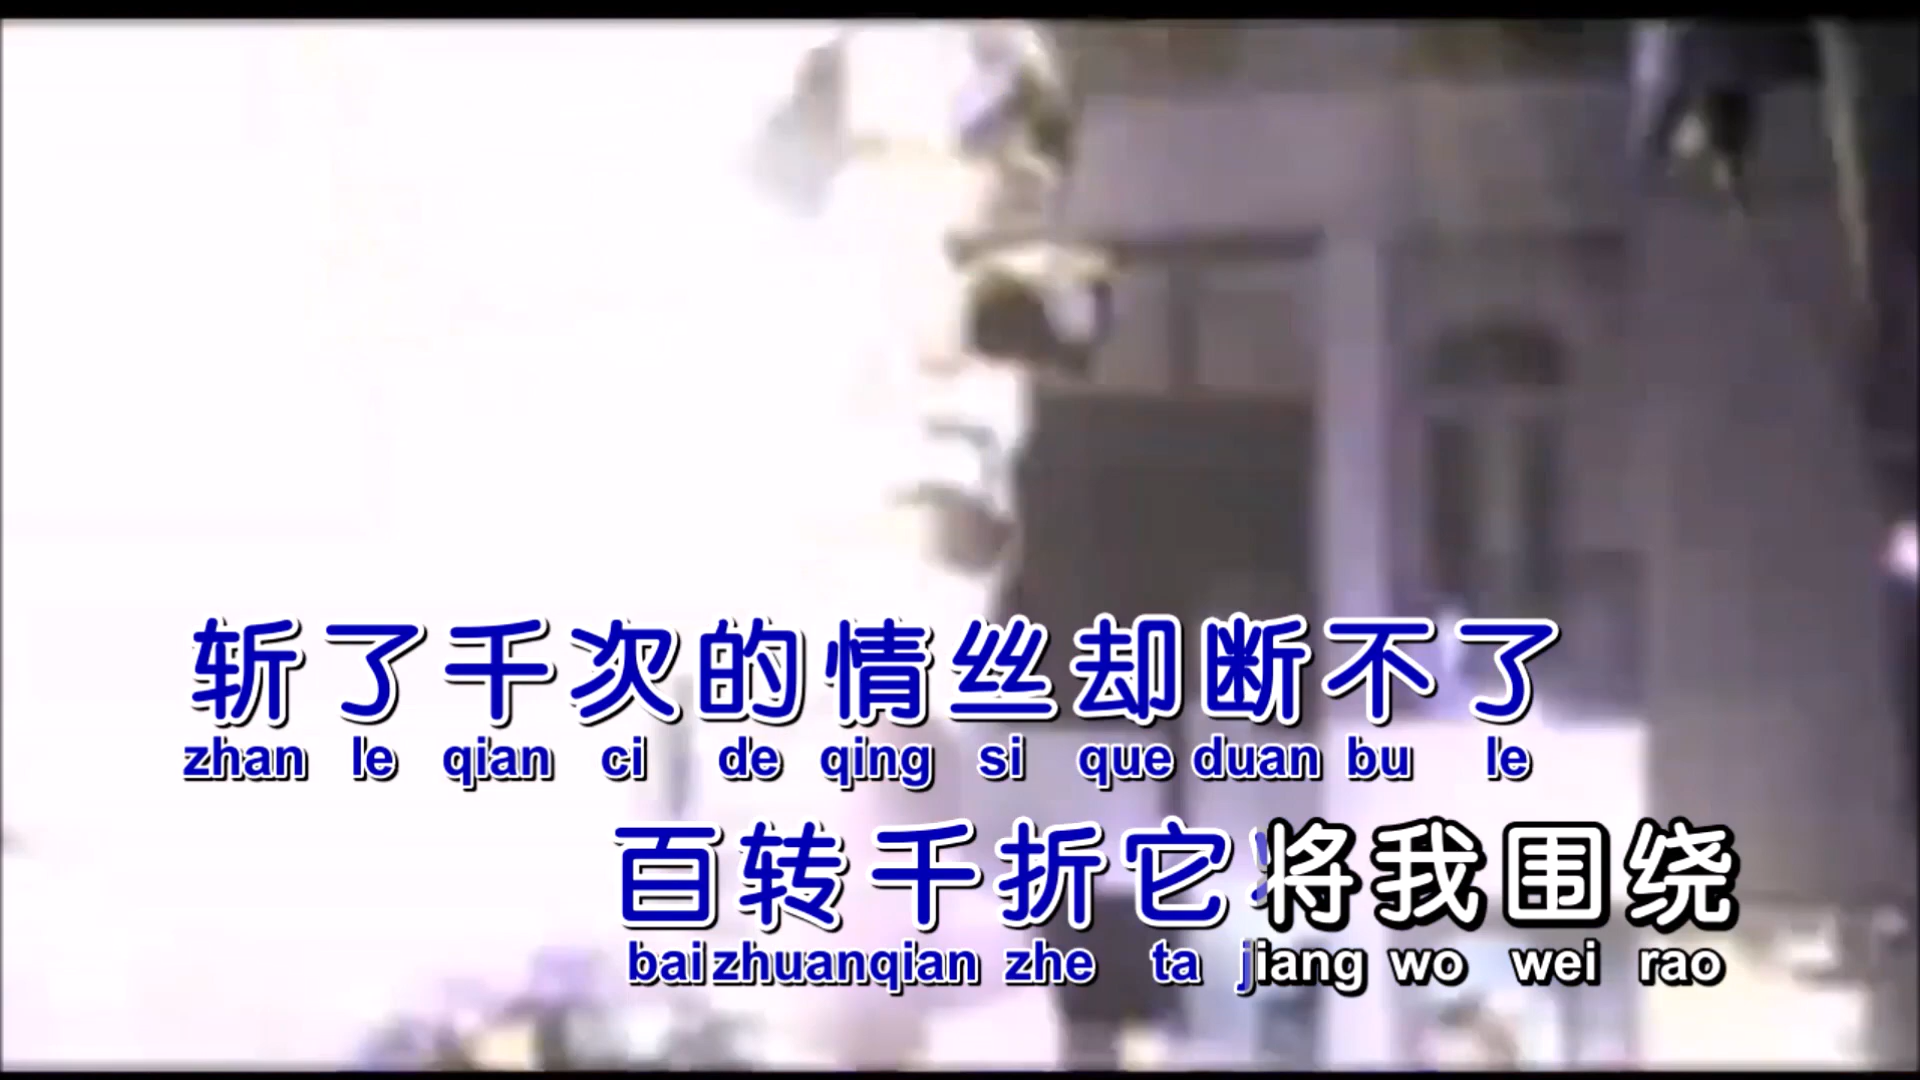 斩了千次的情丝却断不了
zhan le qian ci de qing si que duan bu le
百转千折它将我围绕
bai zhuan qian zhe ta jiang wo wei rao